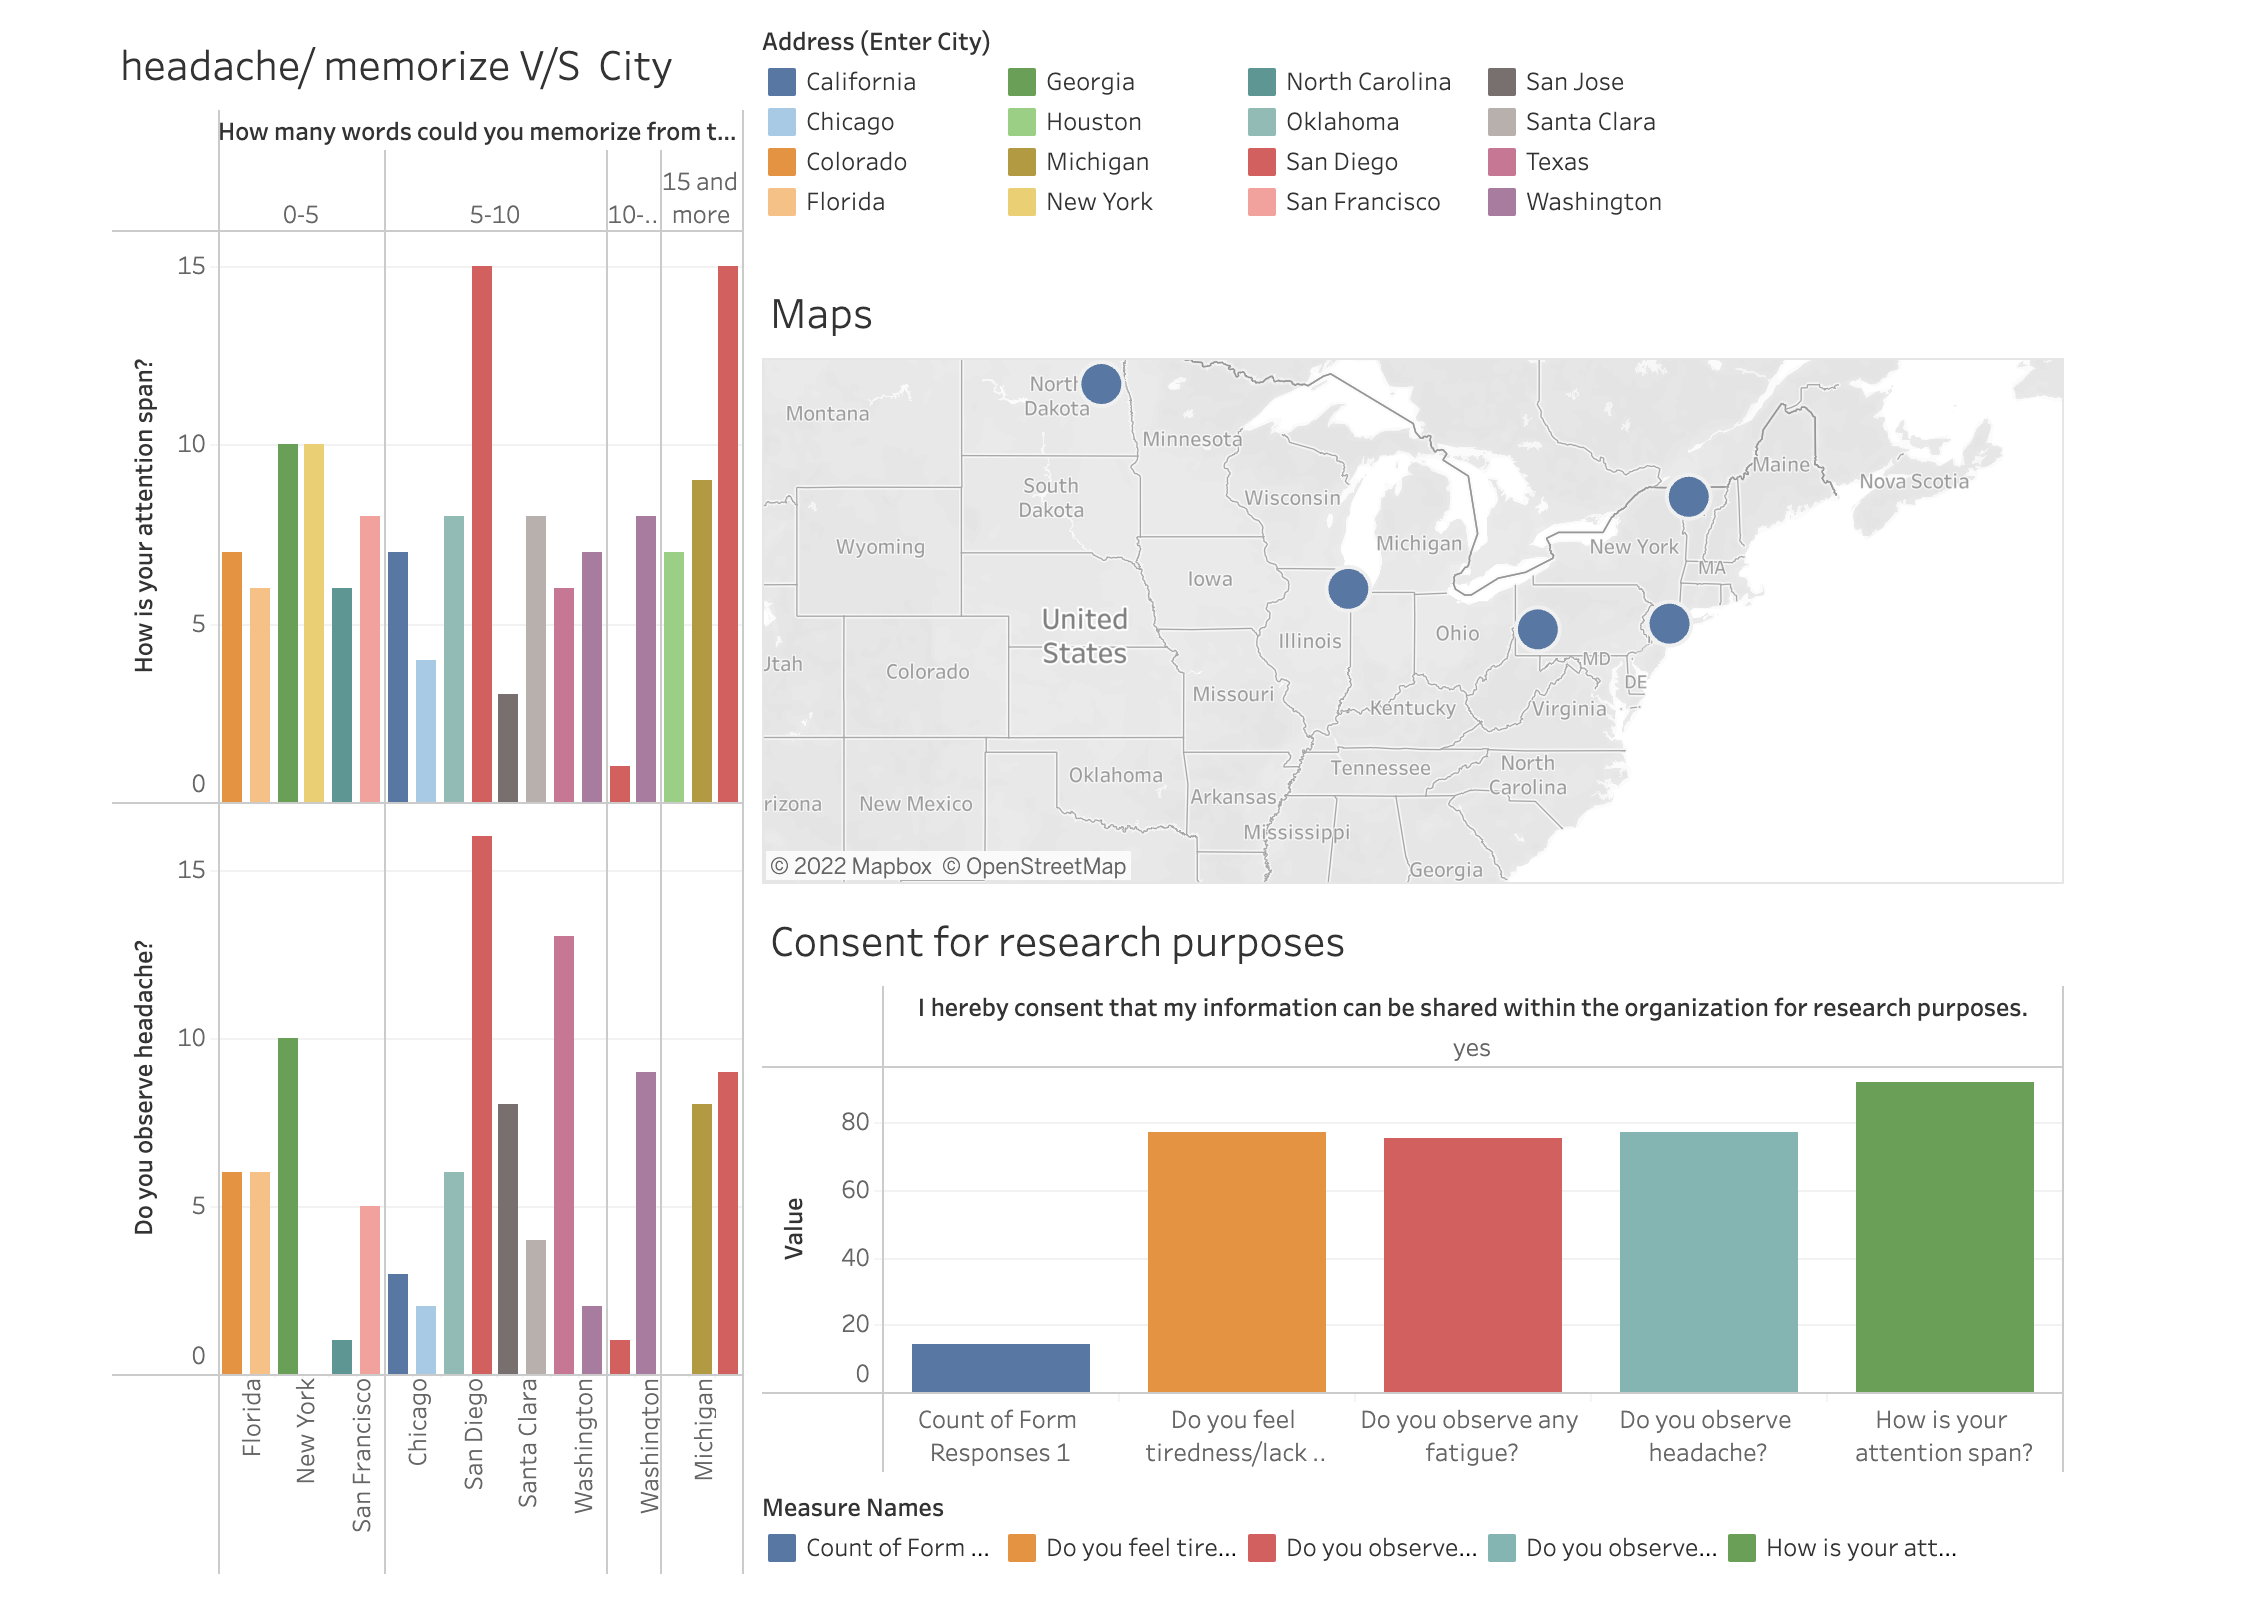 headache/ memorize V/S  City
How many words could you memorize from t...
0-5
5-10
10-..
15 and
more
How is your attention span?
15
10
5
0
Do you observe headache?
15
10
5
0
Florida
New York
San Francisco
Chicago
San Diego
Santa Clara
Washington
Washington
Michigan
Address (Enter City)
California
Georgia
North Carolina
San Jose
Chicago
Houston
Oklahoma
Santa Clara
Colorado
Michigan
San Diego
Texas
Florida
New York
San Francisco
Washington
Maps
North
Dakota
Montana
Minnesota
Maine
Nova Scotia
South
Dakota
Wisconsin
Wyoming
Michigan
New York
MA
Iowa
United
States
Illinois
Ohio
Utah
Colorado
MD
DE
Missouri
Kentucky
Virginia
Oklahoma
Tennessee
North
Carolina
rizona
New Mexico
Arkansas
Mississippi
Georgia
© 2022 Mapbox © OpenStreetMap
Consent for research purposes
I hereby consent that my information can be shared within the organization for research purposes.
yes
Value
80
60
40
20
0
Count of Form
Responses 1
Do you feel
tiredness/lack ..
Do you observe any
fatigue?
Do you observe
headache?
How is your
attention span?
Measure Names
Count of Form ...
Do you feel tire...
Do you observe...
Do you observe...
How is your att...